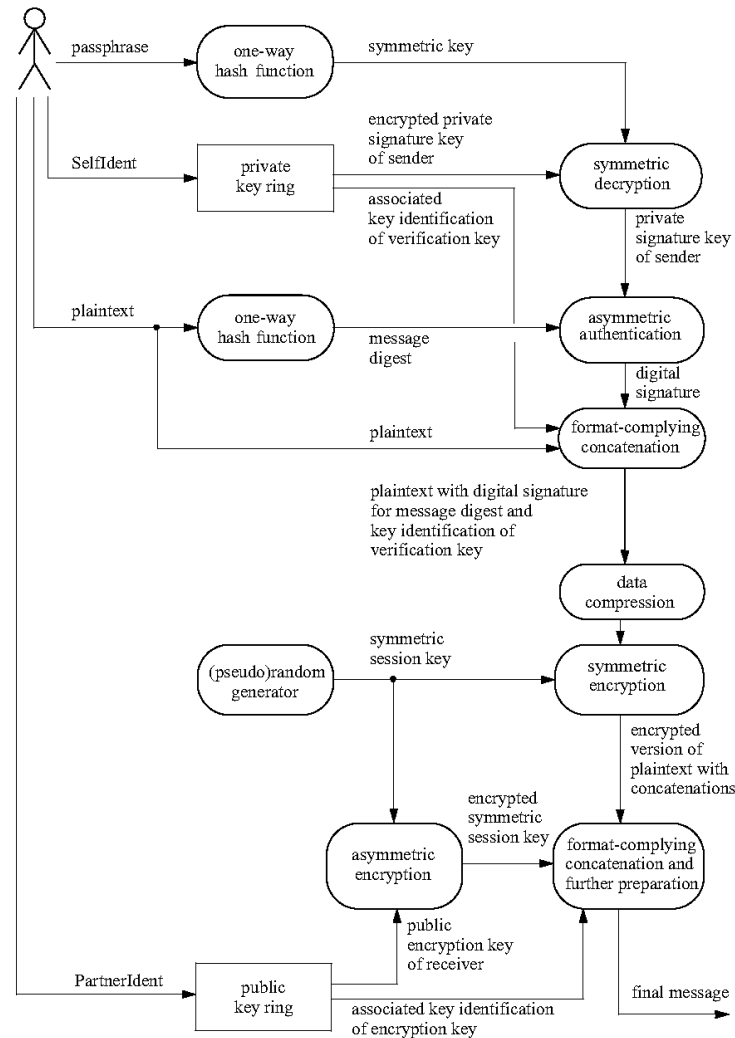 passphrase
one-way
hash function
symmetric key
encrypted private
signature key
of sender
SelfIdent
private
key ring
symmetric
decryption
associated
key identification
of verification key
private
signature key
of sender
plaintext
one-way
hash function
message
digest
asymmetric
authentication
digital
signature
plaintext
format-complying
concatenation
plaintext with digital signature
for message digest and
key identification of
verification key
data
compression
symmetric
session key
(pseudo)random
generator
symmetric
encryption
encrypted
version of
plaintext with
concatenations
encrypted
symmetric
session key
asymmetric
encryption
format-complying
concatenation and
further preparation
public
encryption key
of receiver
PartnerIdent
public
key ring
associated key identification
of encryption key
final message